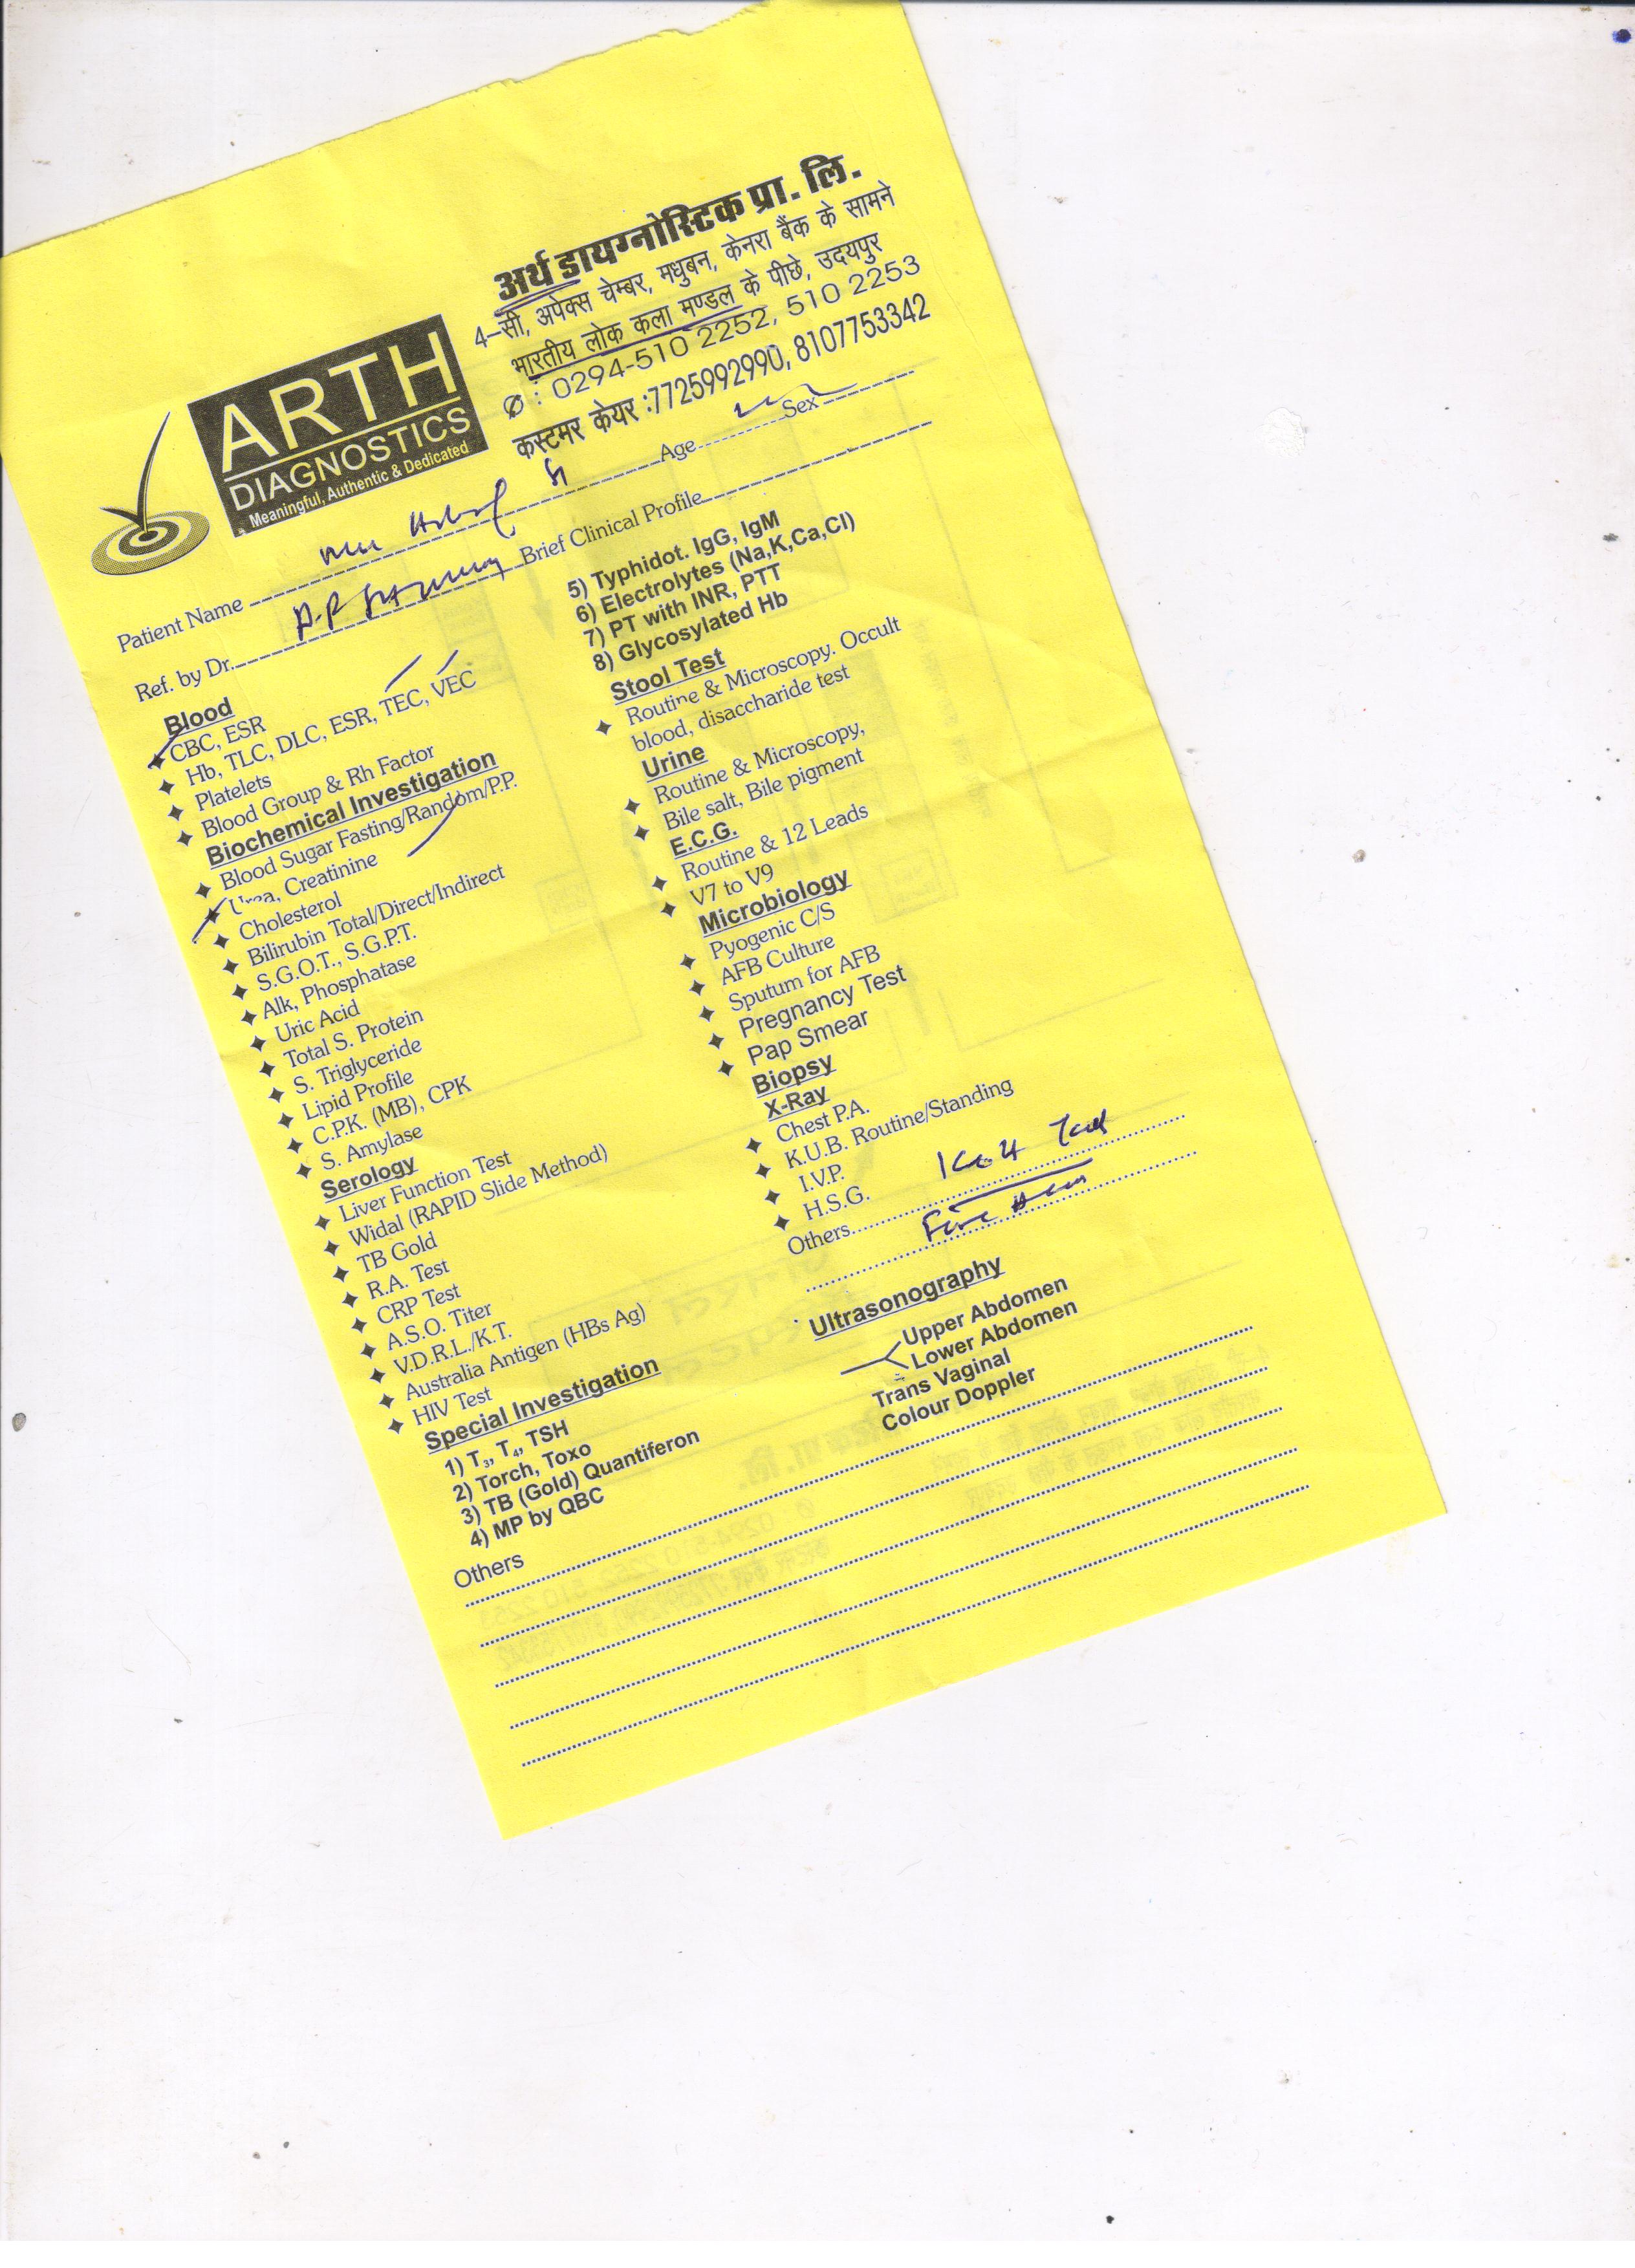 अर्थ डायग्नोस्टिक प्रा. लि.
4-सी, अपेक्स चेम्बर, मधुबन, केनरा बैंक के सामने
भारतीय लोक कला मण्डल के पीछे, उदयपुर
: 0294-510 2252, 510 2253
कस्टमर केयर :7725992990, 8107753342
ARTH
DIAGNOSTICS
Meaningful, Authentic & Dedicated
Patient Name Age Sex
Ref. by Dr. Brief Clinical Profile
Blood
CBC, ESR
Hb, TLC, DLC, ESR, TEC, VEC
Platelets
Blood Group & Rh Factor
Biochemical Investigation
Blood Sugar Fasting/Random/P.P.
Urea, Creatinine
Cholesterol
Bilirubin Total/Direct/Indirect
S.G.O.T., S.G.P.T.
Alk, Phosphatase
Uric Acid
Total S. Protein
S. Triglyceride
Lipid Profile
C.P.K. (MB), CPK
S. Amylase
Serology
Liver Function Test
Widal (RAPID Slide Method)
TB Gold
R.A. Test
CRP Test
A.S.O. Titer
V.D.R.L./K.T.
Australia Antigen (HBs Ag)
HIV Test
Special Investigation
1) T3, T4, TSH
2) Torch, Toxo
3) TB (Gold) Quantiferon
4) MP by QBC
5) Typhidot. IgG, IgM
6) Electrolytes (Na,K,Ca,Cl)
7) PT with INR, PTT
8) Glycosylated Hb
Stool Test
Routine & Microscopy. Occult
blood, disaccharide test
Urine
Routine & Microscopy,
Bile salt, Bile pigment
E.C.G.
Routine & 12 Leads
V7 to V9
Microbiology
Pyogenic C/S
AFB Culture
Sputum for AFB
Pregnancy Test
Pap Smear
Biopsy
X-Ray
Chest P.A.
K.U.B. Routine/Standing
I.V.P.
H.S.G.
Others
Ultrasonography
Upper Abdomen
Lower Abdomen
Trans Vaginal
Colour Doppler
Others